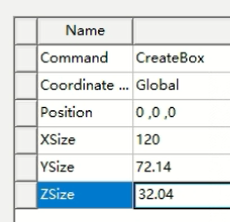 Name
Command CreateBox
Coordinate ... Global
Position 0 ,0 ,0
XSize 120
YSize 72.14
ZSize 32.04